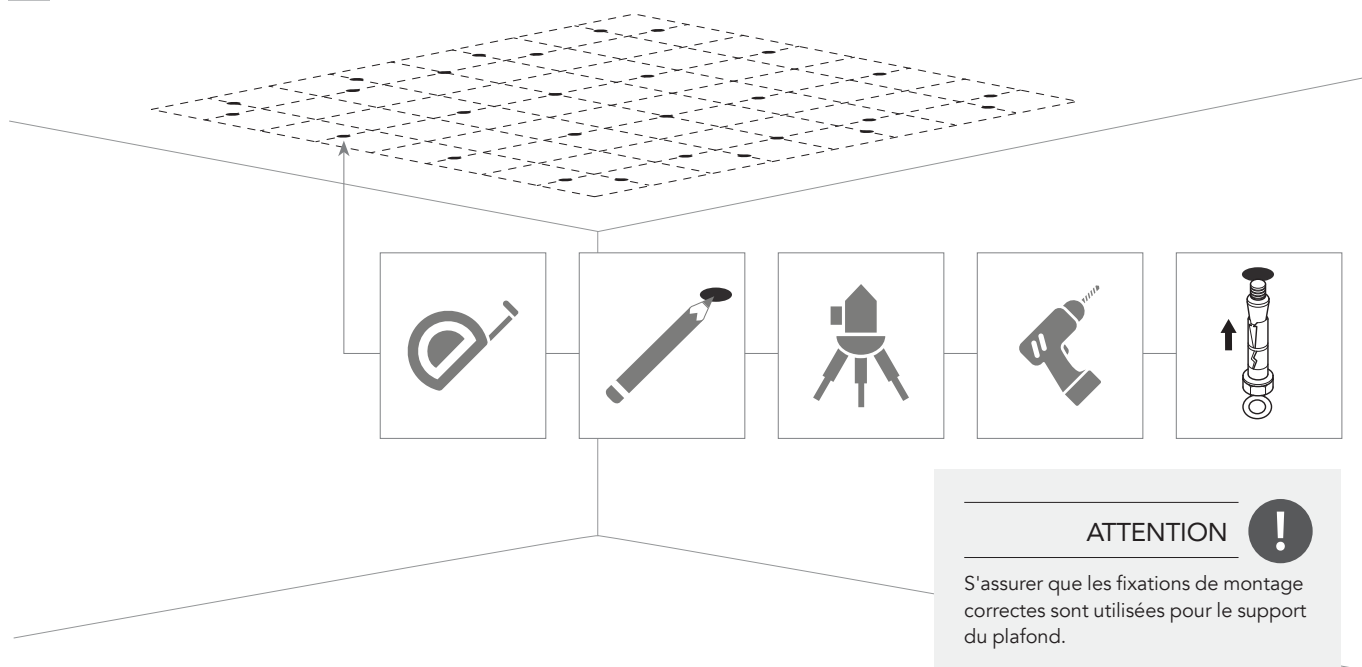 ATTENTION
S'assurer que les fixations de montage
correctes sont utilisées pour le support
du plafond.